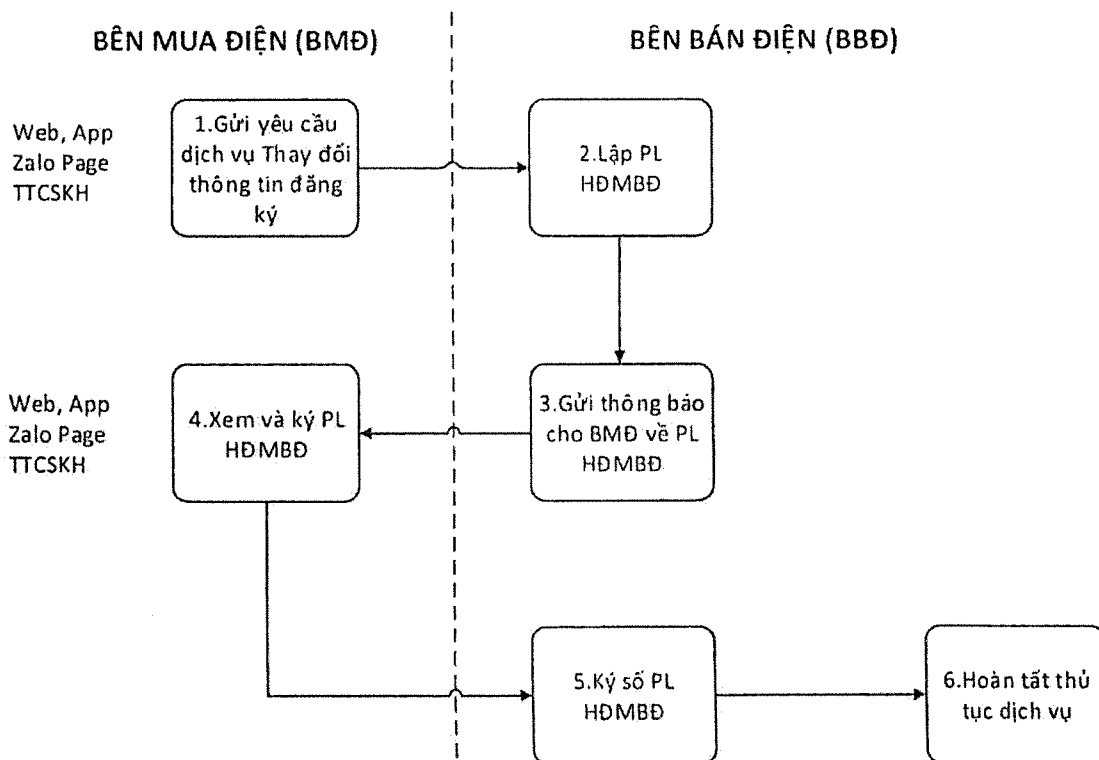 BÊN MUA ĐIỆN (BMĐ)
BÊN BÁN ĐIỆN (BBĐ)
Web, App
Zalo Page
TTCSKH
1.Gửi yêu cầu
dịch vụ Thay đổi
thông tin đăng
ký
2.Lập PL
HĐMBĐ
Web, App
Zalo Page
TTCSKH
4.Xem và ký PL
HĐMBĐ
3.Gửi thông báo
cho BMĐ về PL
HĐMBĐ
5.Ký số PL
HĐMBĐ
6.Hoàn tất thủ
tục dịch vụ